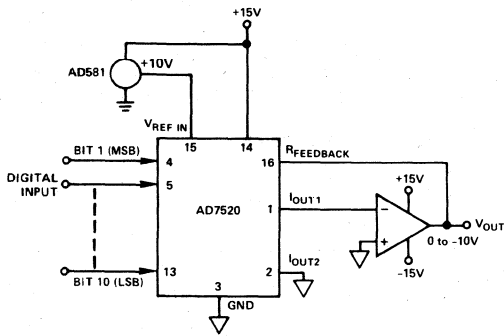 +15V
AD581
+10V
VREF IN
15
14
BIT 1 (MSB)
4
16
RFEEDBACK
DIGITAL
INPUT
5
AD7520
1
IOUT1
+15V
−
+
VOUT
0 to -10V
-15V
BIT 10 (LSB)
13
2
IOUT2
3
GND